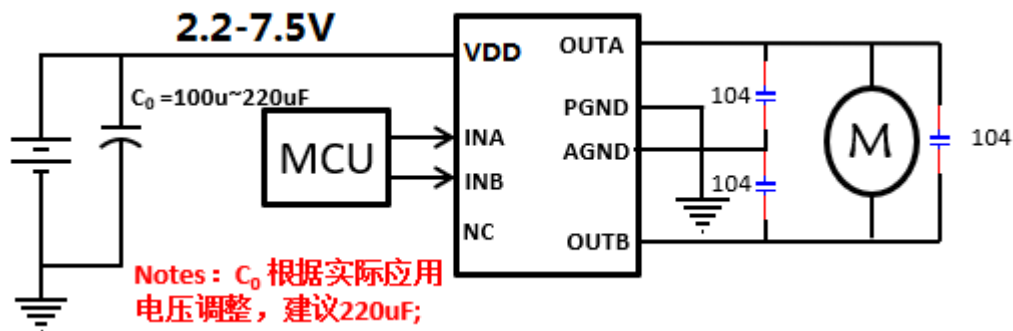 2.2-7.5V
VDD
OUTA
C₀ =100u~220uF
104
PGND
MCU
INA
AGND
M
104
INB
104
NC
OUTB
Notes：C₀ 根据实际应用
电压调整，建议220uF;